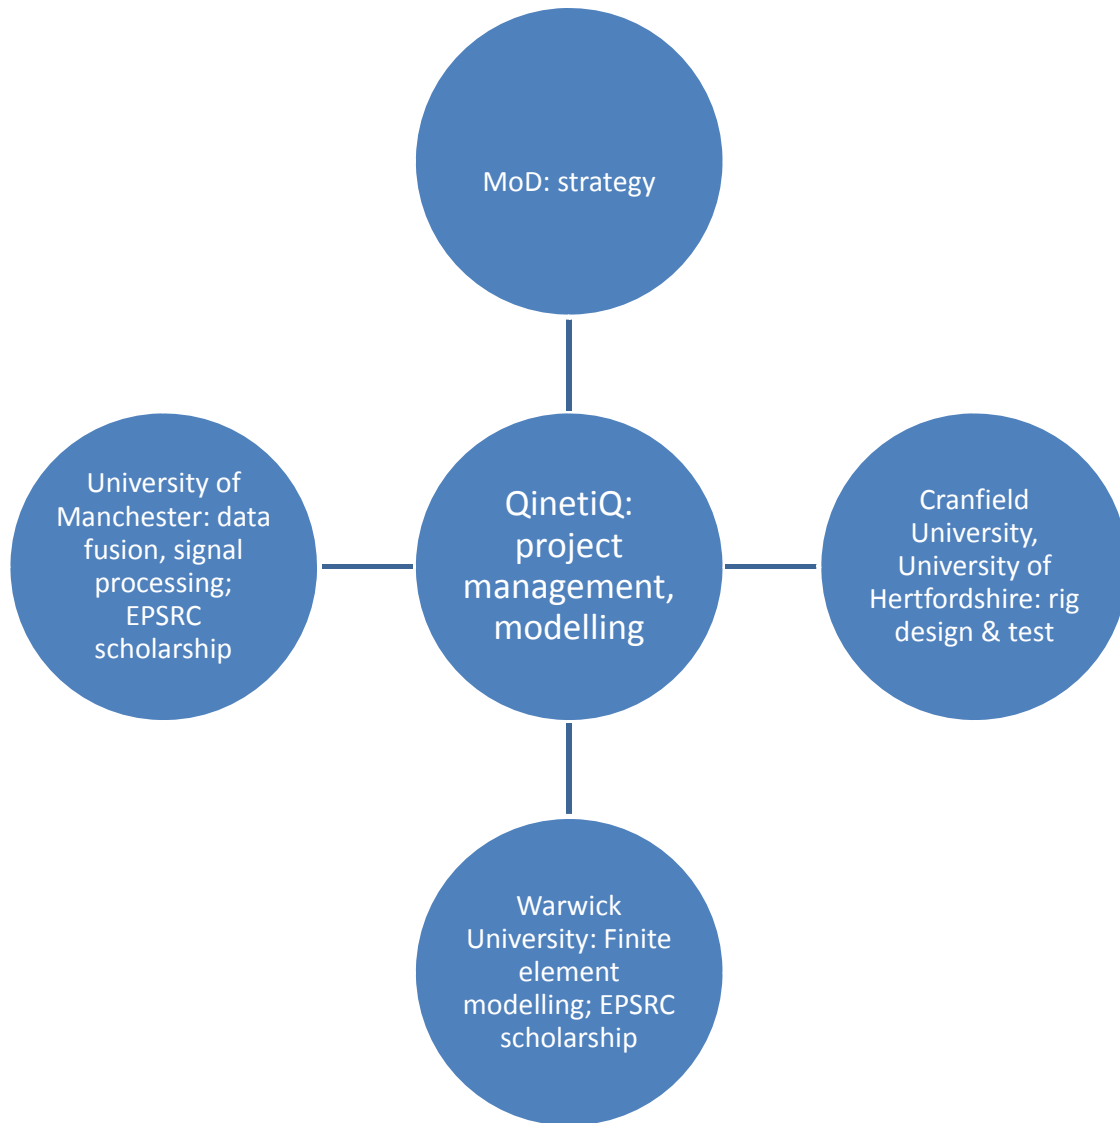 MoD: strategy
University of
Manchester: data
fusion, signal
processing;
EPSRC
scholarship
QinetiQ:
project
management,
modelling
Cranfield
University,
University of
Hertfordshire: rig
design & test
Warwick
University: Finite
element
modelling; EPSRC
scholarship